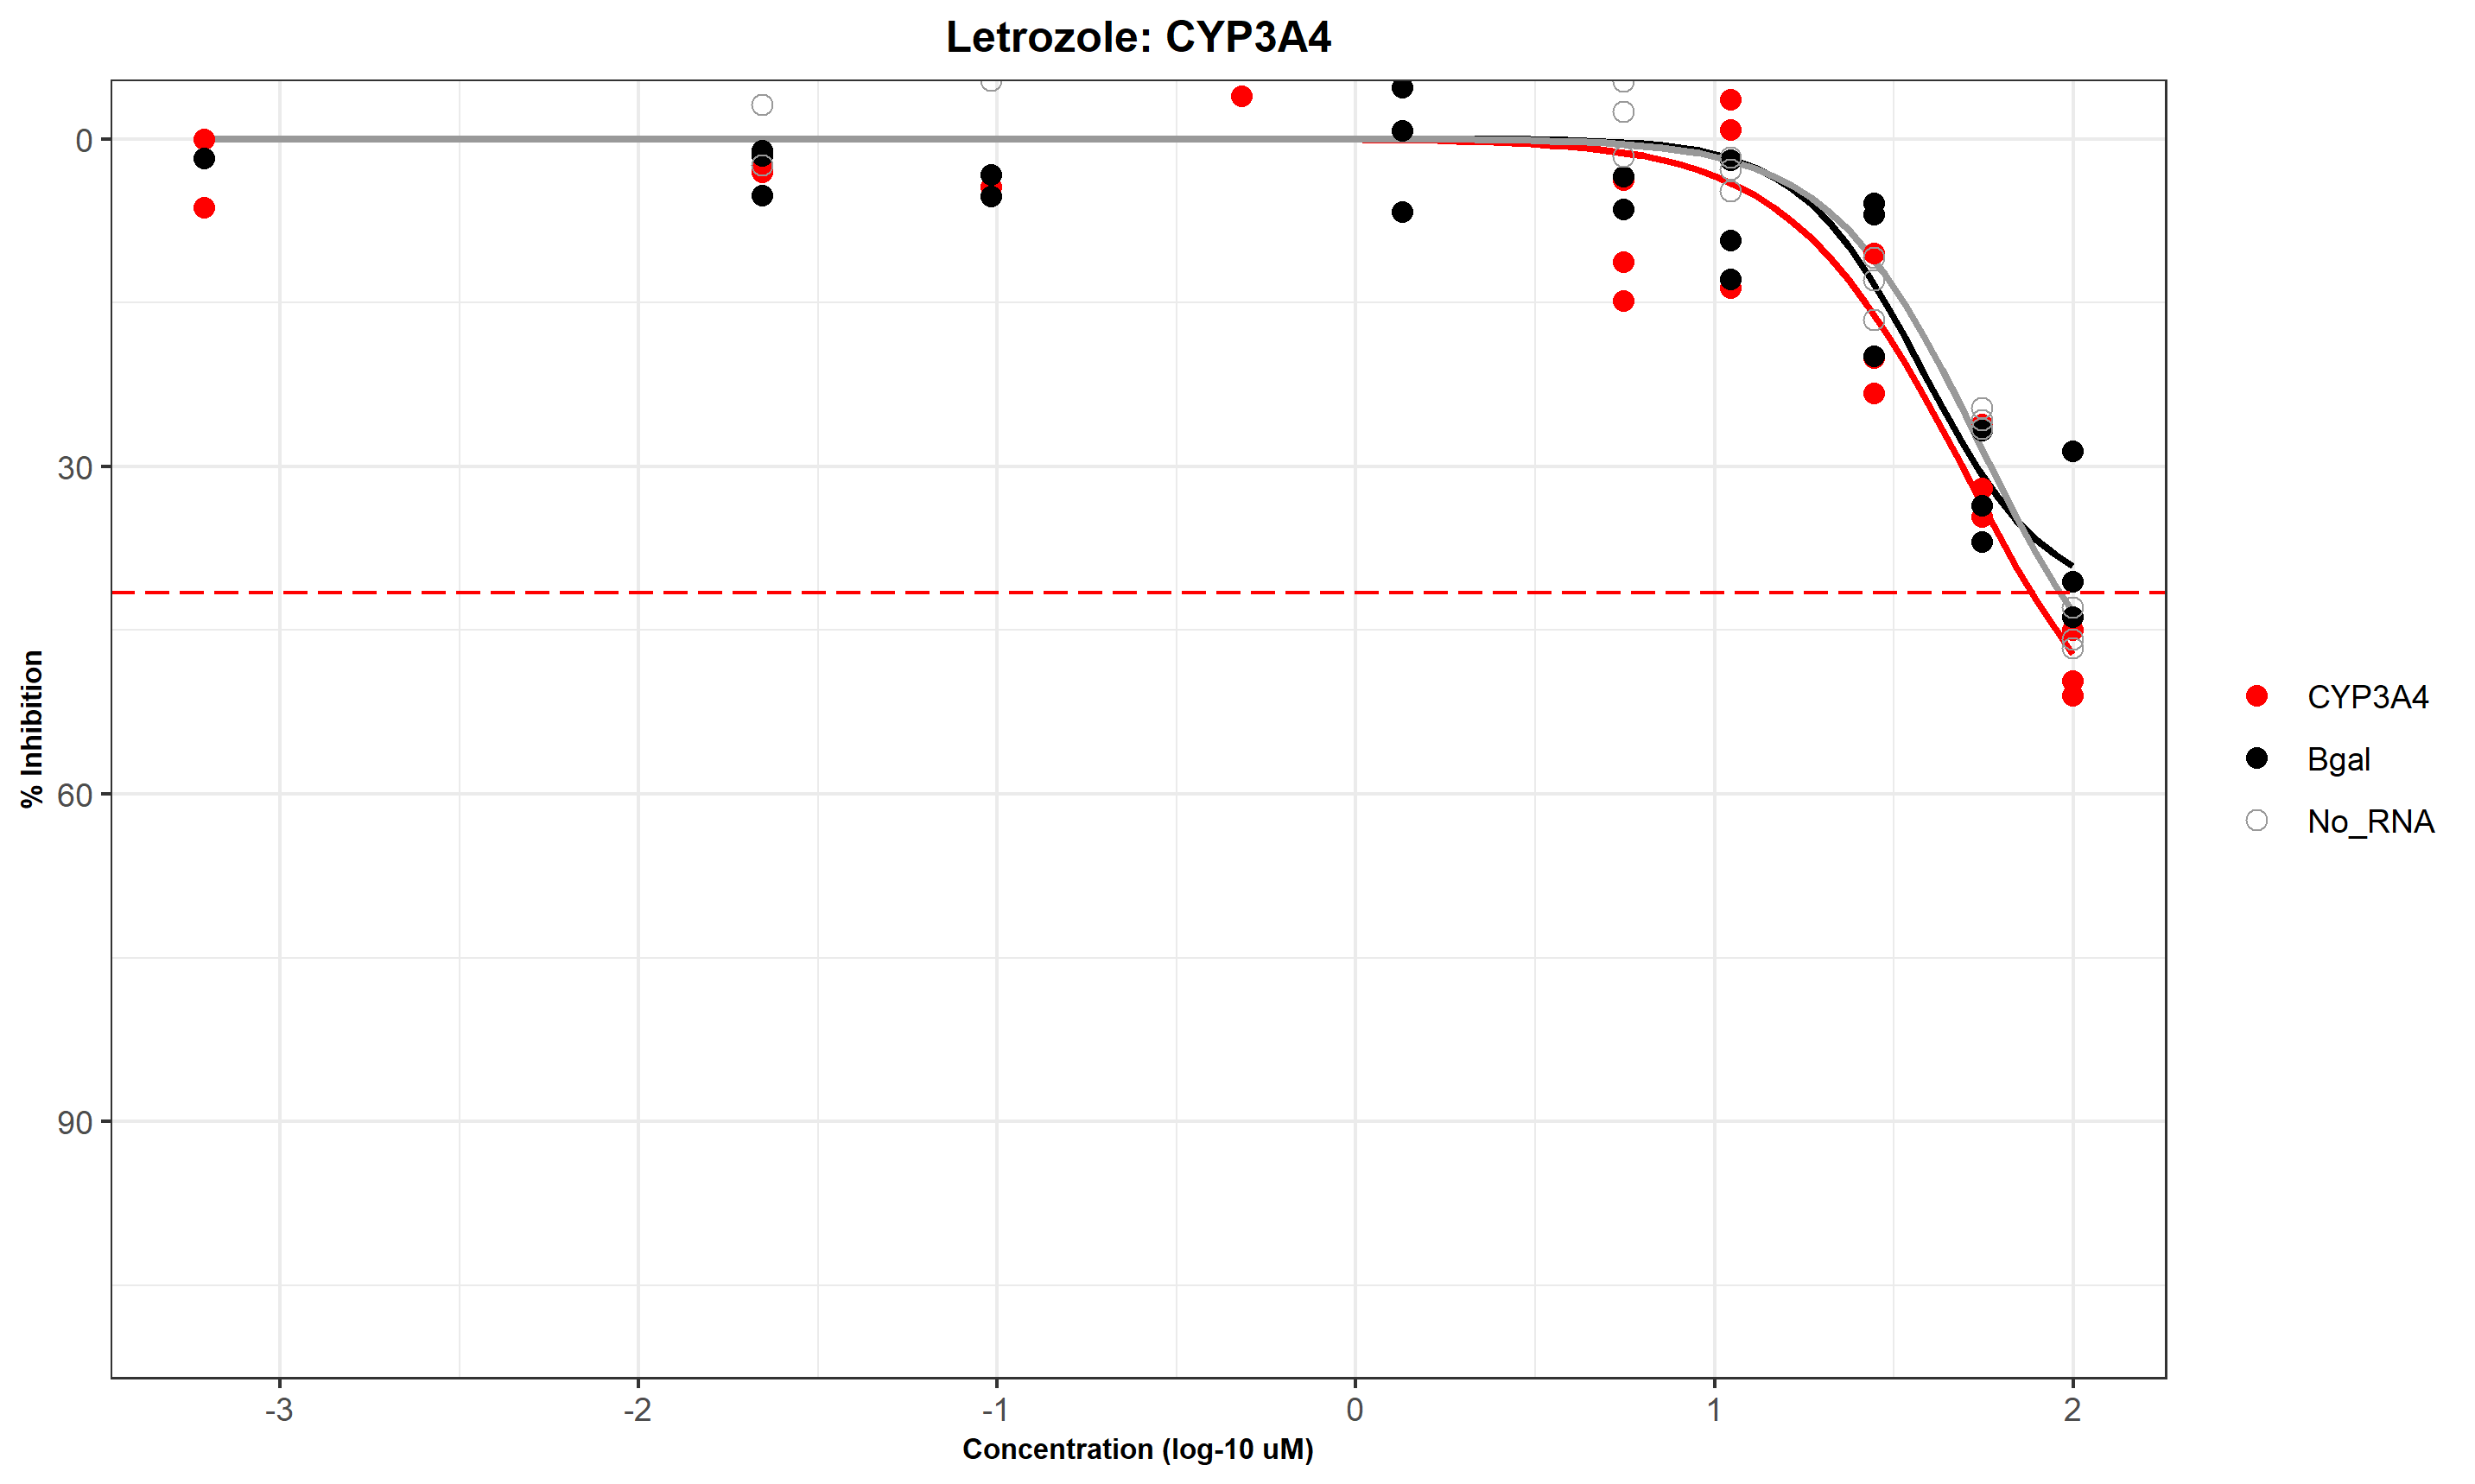 Letrozole: CYP3A4
0
30
60
90
% Inhibition
-3
-2
-1
0
1
2
Concentration (log-10 uM)
CYP3A4
Bgal
No_RNA